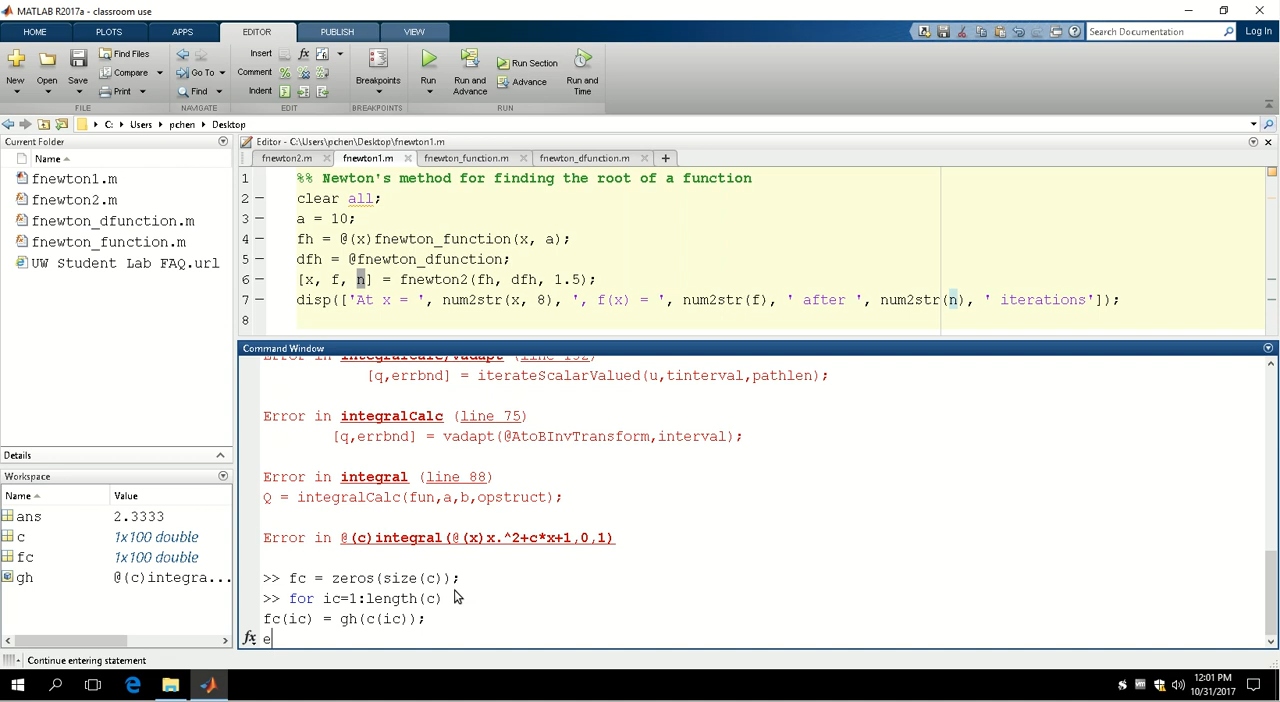 MATLAB R2017a - classroom use
HOME PLOTS APPS EDITOR PUBLISH VIEW Search Documentation Log In
New Open Save Find Files Compare Print Go To Find Insert Comment Indent fx Breakpoints Run Run and Advance Run Section Advance Run and Time
FILE NAVIGATE EDIT BREAKPOINTS RUN
C: Users pchen Desktop
Current Folder
Name
fnewton1.m
fnewton2.m
fnewton_dfunction.m
fnewton_function.m
UW Student Lab FAQ.url
Details
Workspace
Name Value
ans 2.3333
c 1x100 double
fc 1x100 double
gh @(c)integra...
Editor - C:\Users\pchen\Desktop\fnewton1.m
fnewton2.m fnewton1.m fnewton_function.m fnewton_dfunction.m
1 %% Newton's method for finding the root of a function
2 clear all;
3 a = 10;
4 fh = @(x)fnewton_function(x, a);
5 dfh = @fnewton_dfunction;
6 [x, f, n] = fnewton2(fh, dfh, 1.5);
7 disp(['At x = ', num2str(x, 8), ', f(x) = ', num2str(f), ' after ', num2str(n), ' iterations']);
8
Command Window
Error in integralCalc/vadapt (line 132)
[q,errbnd] = iterateScalarValued(u,tinterval,pathlen);
Error in integralCalc (line 75)
[q,errbnd] = vadapt(@AtoBInvTransform,interval);
Error in integral (line 88)
Q = integralCalc(fun,a,b,opstruct);
Error in @(c)integral(@(x)x.^2+c*x+1,0,1)
>> fc = zeros(size(c));
>> for ic=1:length(c)
fc(ic) = gh(c(ic));
fx e
Continue entering statement
12:01 PM
10/31/2017